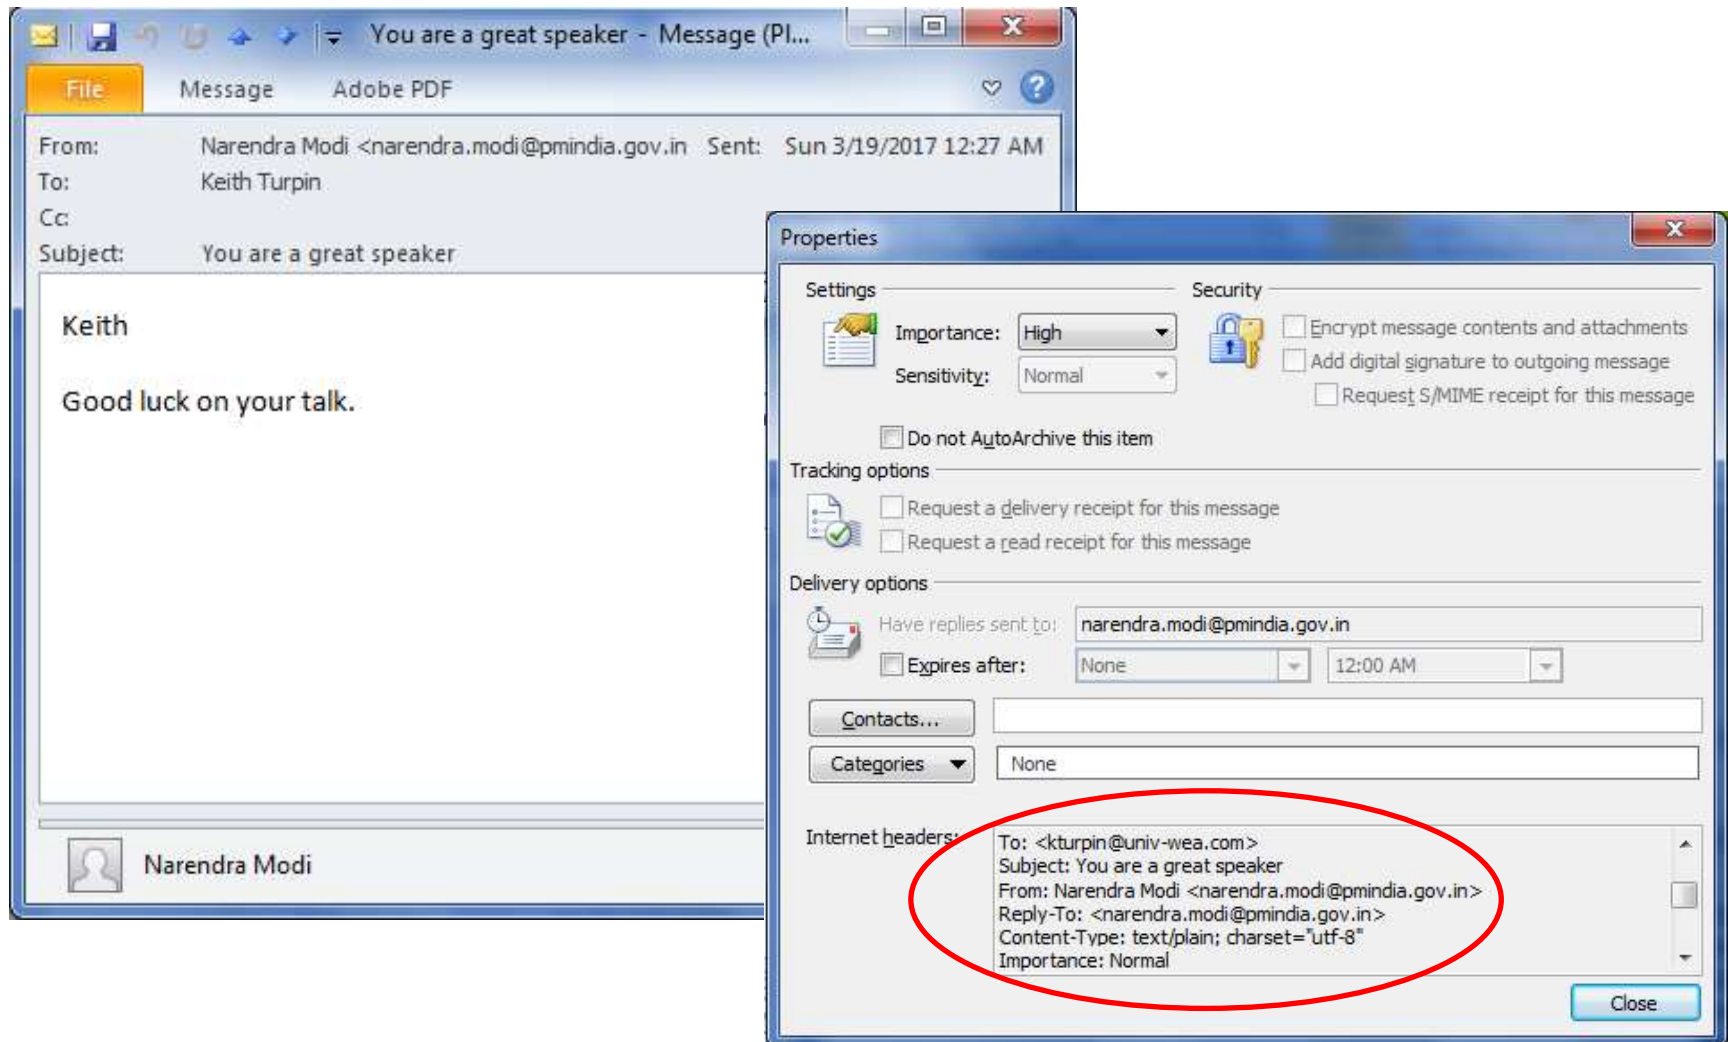 You are a great speaker - Message (Pl...
File Message Adobe PDF
From: Narendra Modi <narendra.modi@pmindia.gov.in Sent: Sun 3/19/2017 12:27 AM
To: Keith Turpin
Cc:
Subject: You are a great speaker
Keith
Good luck on your talk.
Narendra Modi
Properties
Settings Security
Importance: High
Encrypt message contents and attachments
Sensitivity: Normal
Add digital signature to outgoing message
Request S/MIME receipt for this message
Do not AutoArchive this item
Tracking options
Request a delivery receipt for this message
Request a read receipt for this message
Delivery options
Have replies sent to: narendra.modi@pmindia.gov.in
Expires after: None 12:00 AM
Contacts...
Categories None
Internet headers:
To: <kturpin@univ-wea.com>
Subject: You are a great speaker
From: Narendra Modi <narendra.modi@pmindia.gov.in>
Reply-To: <narendra.modi@pmindia.gov.in>
Content-Type: text/plain; charset="utf-8"
Importance: Normal
Close